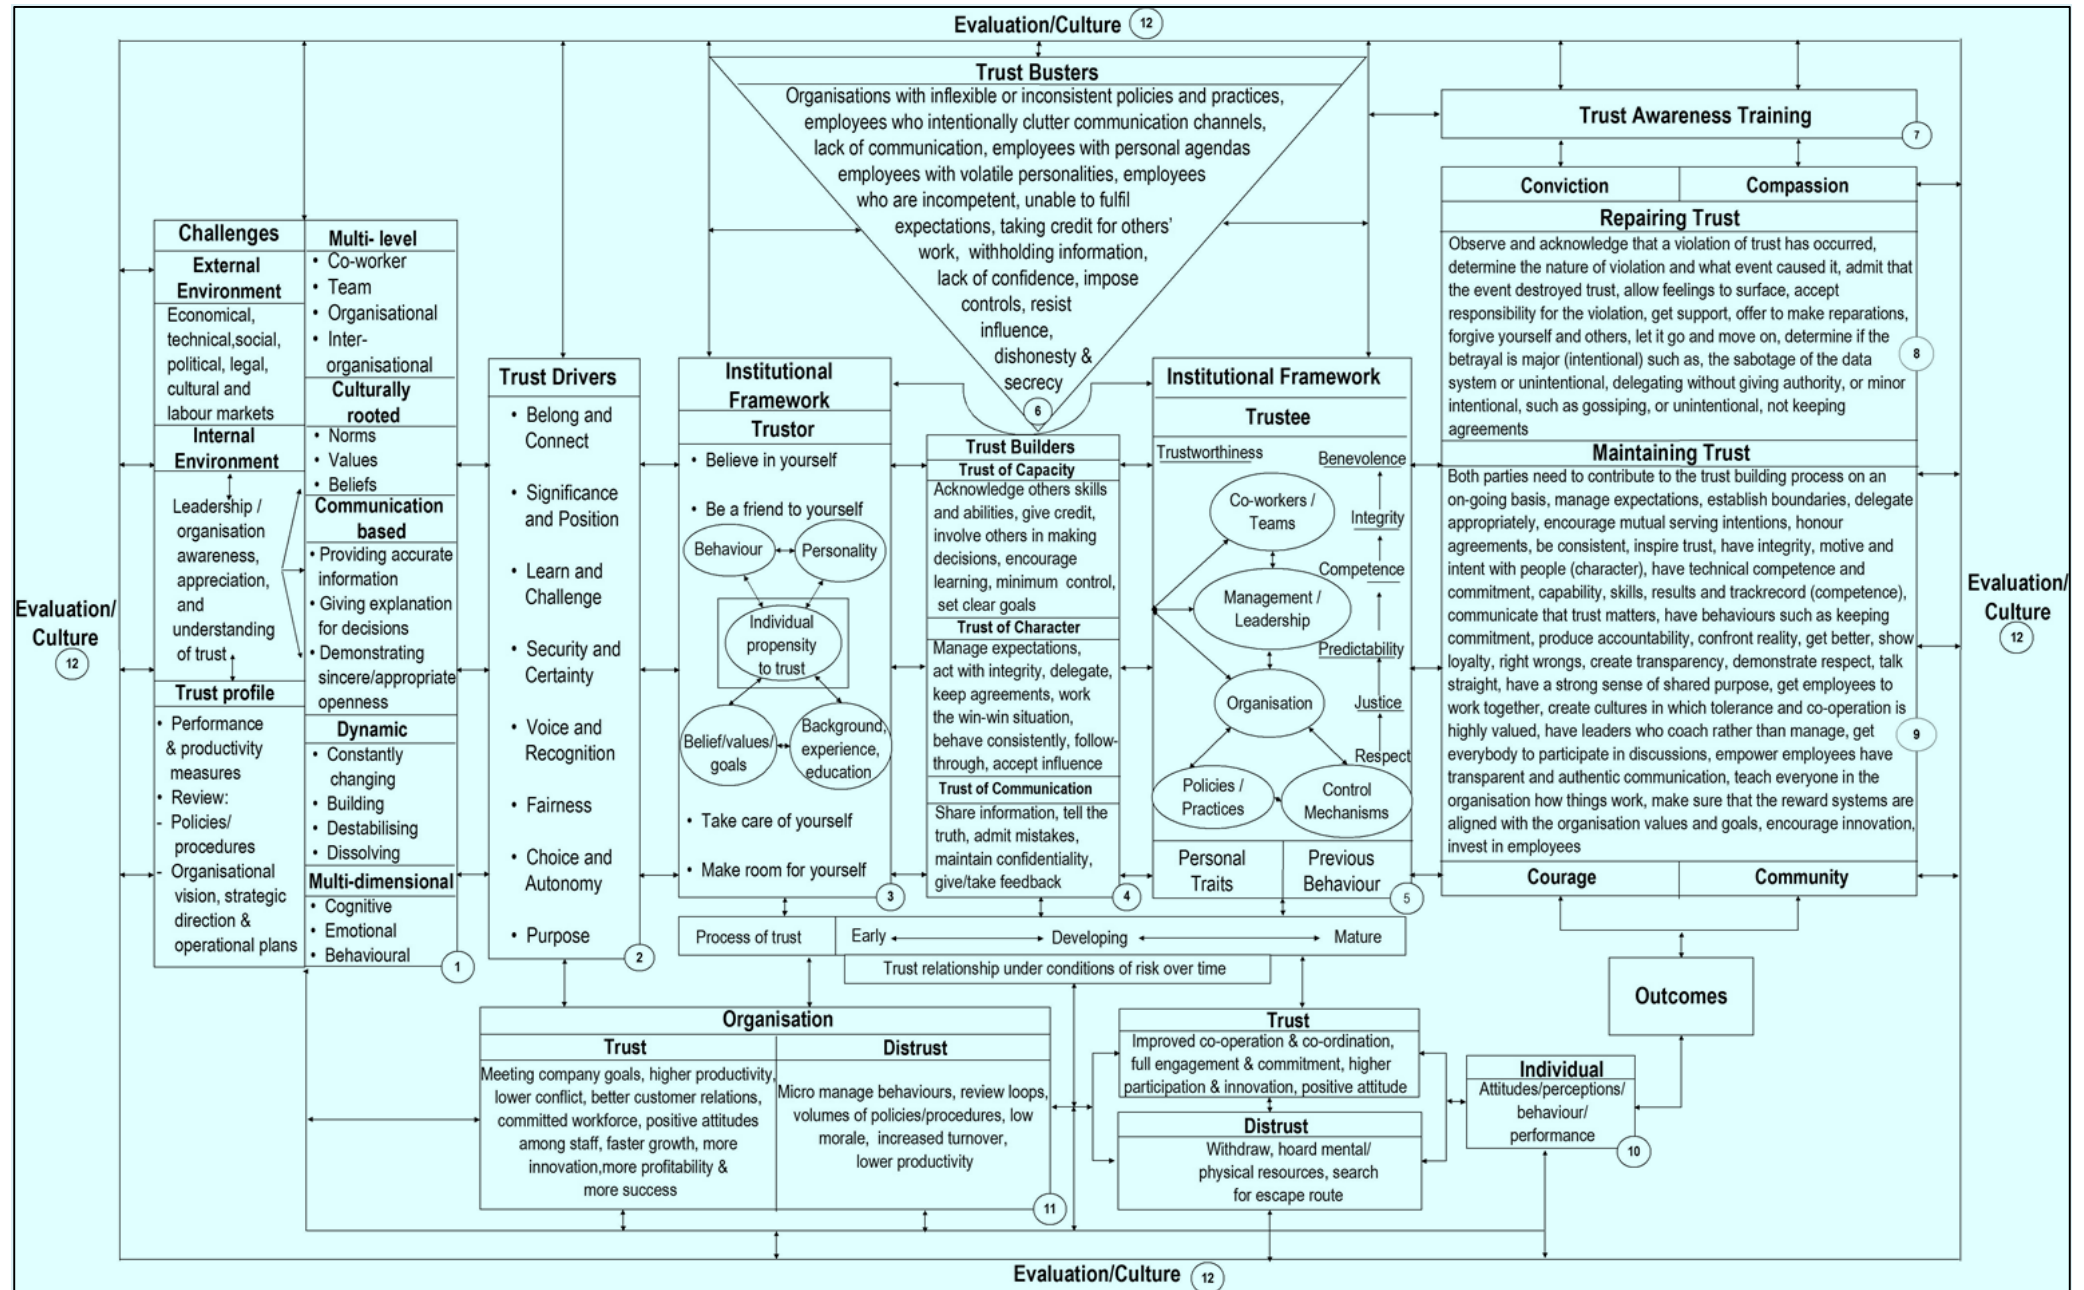 Evaluation/Culture 12
Trust Busters
Organisations with inflexible or inconsistent policies and practices,
employees who intentionally clutter communication channels,
lack of communication, employees with personal agendas
employees with volatile personalities, employees
who are incompetent, unable to fulfil
expectations, taking credit for others'
work, withholding information,
lack of confidence, impose
controls, resist
influence,
dishonesty &
secrecy
6
Trust Awareness Training
7
Evaluation/
Culture
12
Challenges
External
Environment
Economical,
technical,social,
political, legal,
cultural and
labour markets
Internal
Environment
Leadership /
organisation
awareness,
appreciation,
and
understanding
of trust
Trust profile
• Performance
& productivity
measures
• Review:
- Policies/
procedures
- Organisational
vision, strategic
direction &
operational plans
Multi- level
• Co-worker
• Team
• Organisational
• Inter-
organisational
Culturally
rooted
• Norms
• Values
• Beliefs
Communication
based
• Providing accurate
information
• Giving explanation
for decisions
• Demonstrating
sincere/appropriate
openness
Dynamic
• Constantly
changing
• Building
• Destabilising
• Dissolving
Multi-dimensional
• Cognitive
• Emotional
• Behavioural
1
Trust Drivers
• Belong and
Connect
• Significance
and Position
• Learn and
Challenge
• Security and
Certainty
• Voice and
Recognition
• Fairness
• Choice and
Autonomy
• Purpose
2
Institutional
Framework
Trustor
• Believe in yourself
• Be a friend to yourself
Behaviour
Personality
Individual
propensity
to trust
Belief/values/
goals
Background,
experience,
education
• Take care of yourself
• Make room for yourself
3
Trust Builders
Trust of Capacity
Acknowledge others skills
and abilities, give credit,
involve others in making
decisions, encourage
learning, minimum control,
set clear goals
Trust of Character
Manage expectations,
act with integrity, delegate,
keep agreements, work
the win-win situation,
behave consistently, follow-
through, accept influence
Trust of Communication
Share information, tell the
truth, admit mistakes,
maintain confidentiality,
give/take feedback
4
Institutional Framework
Trustee
Trustworthiness
Co-workers /
Teams
Management /
Leadership
Organisation
Policies /
Practices
Control
Mechanisms
Benevolence
Integrity
Competence
Predictability
Justice
Respect
Personal
Traits
Previous
Behaviour
5
Conviction
Compassion
Repairing Trust
Observe and acknowledge that a violation of trust has occurred,
determine the nature of violation and what event caused it, admit that
the event destroyed trust, allow feelings to surface, accept
responsibility for the violation, get support, offer to make reparations,
forgive yourself and others, let it go and move on, determine if the
betrayal is major (intentional) such as, the sabotage of the data
system or unintentional, delegating without giving authority, or minor
intentional, such as gossiping, or unintentional, not keeping
agreements
8
Maintaining Trust
Both parties need to contribute to the trust building process on an
on-going basis, manage expectations, establish boundaries, delegate
appropriately, encourage mutual serving intentions, honour
agreements, be consistent, inspire trust, have integrity, motive and
intent with people (character), have technical competence and
commitment, capability, skills, results and trackrecord (competence),
communicate that trust matters, have behaviours such as keeping
commitment, produce accountability, confront reality, get better, show
loyalty, right wrongs, create transparency, demonstrate respect, talk
straight, have a strong sense of shared purpose, get employees to
work together, create cultures in which tolerance and co-operation is
highly valued, have leaders who coach rather than manage, get
everybody to participate in discussions, empower employees have
transparent and authentic communication, teach everyone in the
organisation how things work, make sure that the reward systems are
aligned with the organisation values and goals, encourage innovation,
invest in employees
9
Courage
Community
Evaluation/
Culture
12
Process of trust
Early
Developing
Mature
Trust relationship under conditions of risk over time
Organisation
Trust
Meeting company goals, higher productivity,
lower conflict, better customer relations,
committed workforce, positive attitudes
among staff, faster growth, more
innovation,more profitability &
more success
Distrust
Micro manage behaviours, review loops,
volumes of policies/procedures, low
morale, increased turnover,
lower productivity
11
Trust
Improved co-operation & co-ordination,
full engagement & commitment, higher
participation & innovation, positive attitude
Distrust
Withdraw, hoard mental/
physical resources, search
for escape route
Individual
Attitudes/perceptions/
behaviour/
performance
10
Outcomes
Evaluation/Culture 12